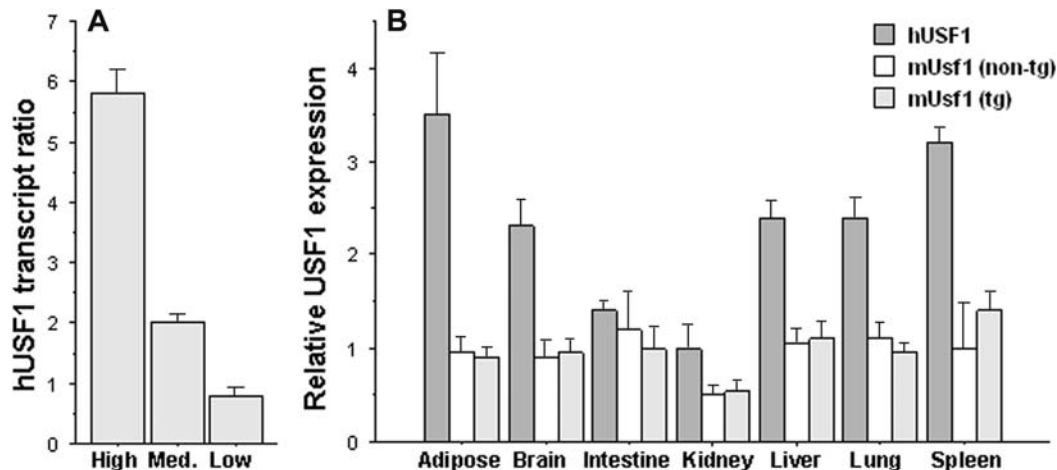 A
hUSF1 transcript ratio
7
6
5
4
3
2
1
0
High Med. Low
B
Relative USF1 expression
4
3
2
1
0
hUSF1
mUsf1 (non-tg)
mUsf1 (tg)
Adipose Brain Intestine Kidney Liver Lung Spleen